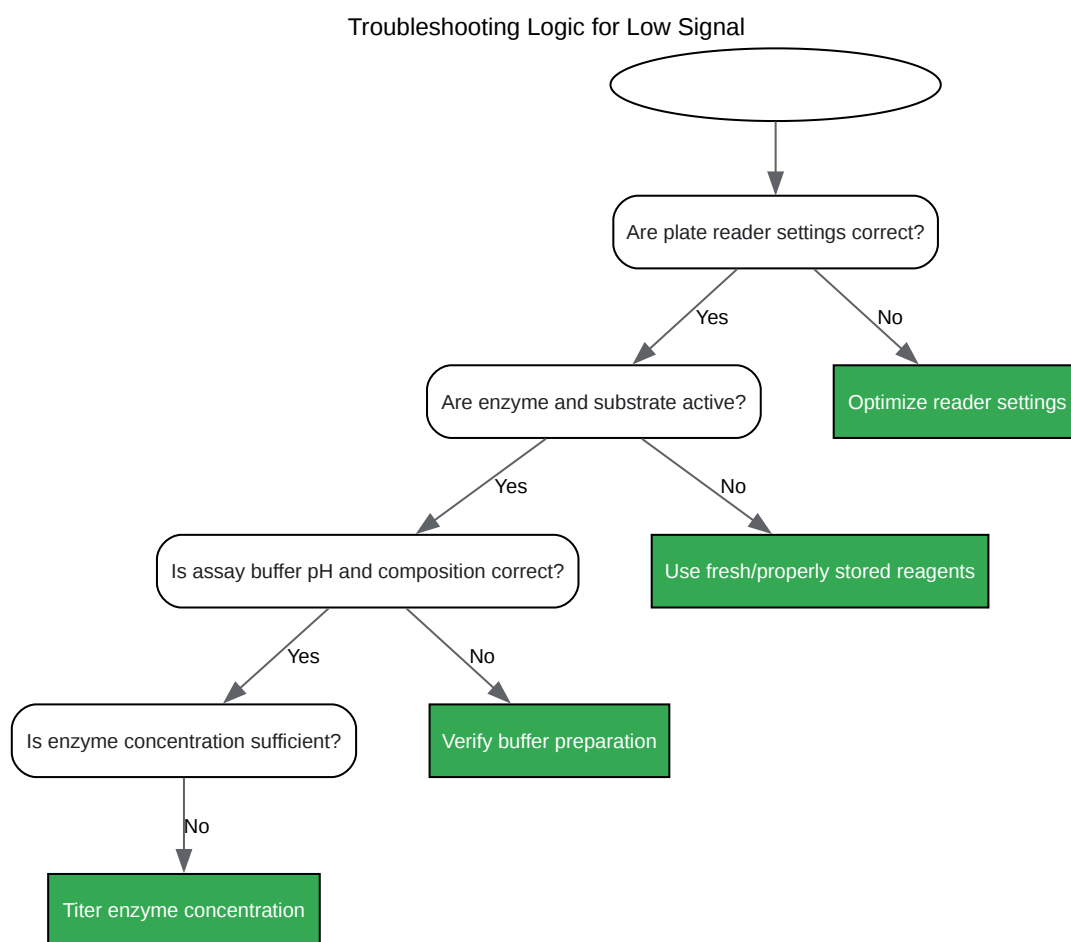 Troubleshooting Logic for Low Signal
Are plate reader settings correct?
Yes
No
Are enzyme and substrate active?
Optimize reader settings
Yes
No
Is assay buffer pH and composition correct?
Use fresh/properly stored reagents
Yes
No
Is enzyme concentration sufficient?
Verify buffer preparation
No
Titer enzyme concentration